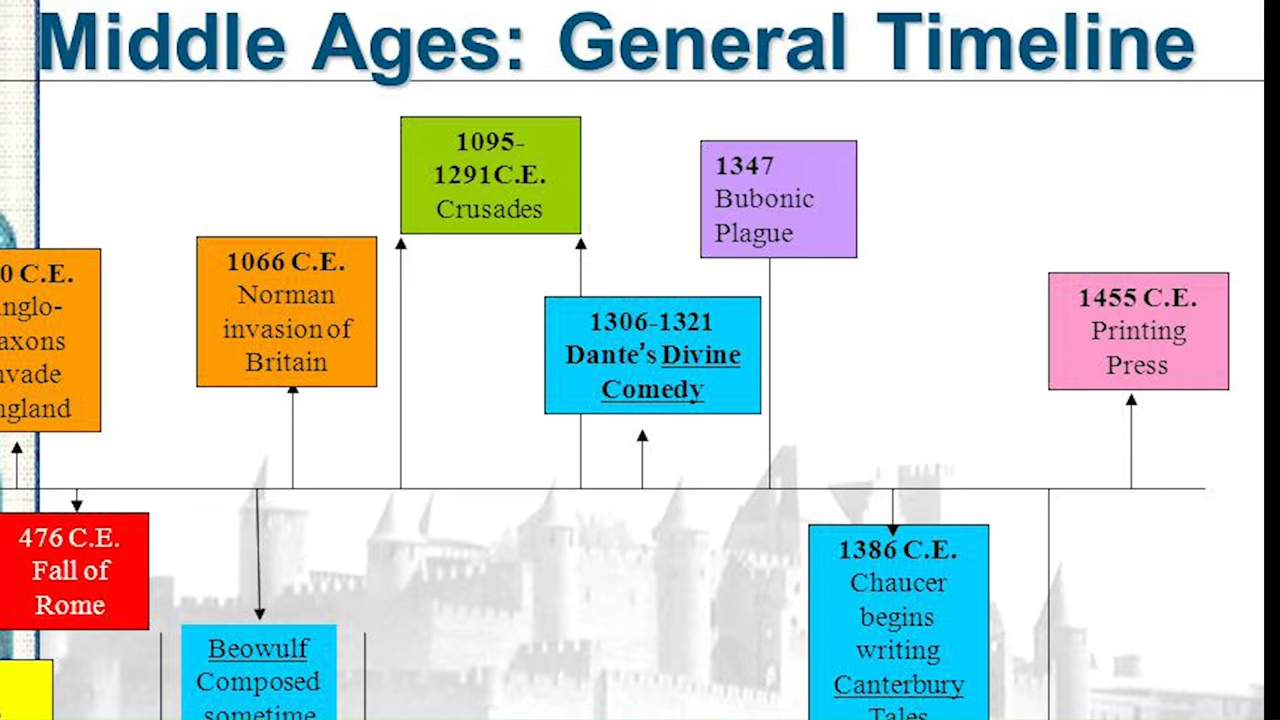 Middle Ages: General Timeline
1095-
1291C.E.
Crusades
1347
Bubonic
Plague
0 C.E.
nglo-
axons
nvade
ngland
1066 C.E.
Norman
invasion of
Britain
1306-1321
Dante's Divine
Comedy
1455 C.E.
Printing
Press
476 C.E.
Fall of
Rome
Beowulf
Composed
sometime
1386 C.E.
Chaucer
begins
writing
Canterbury
Tales